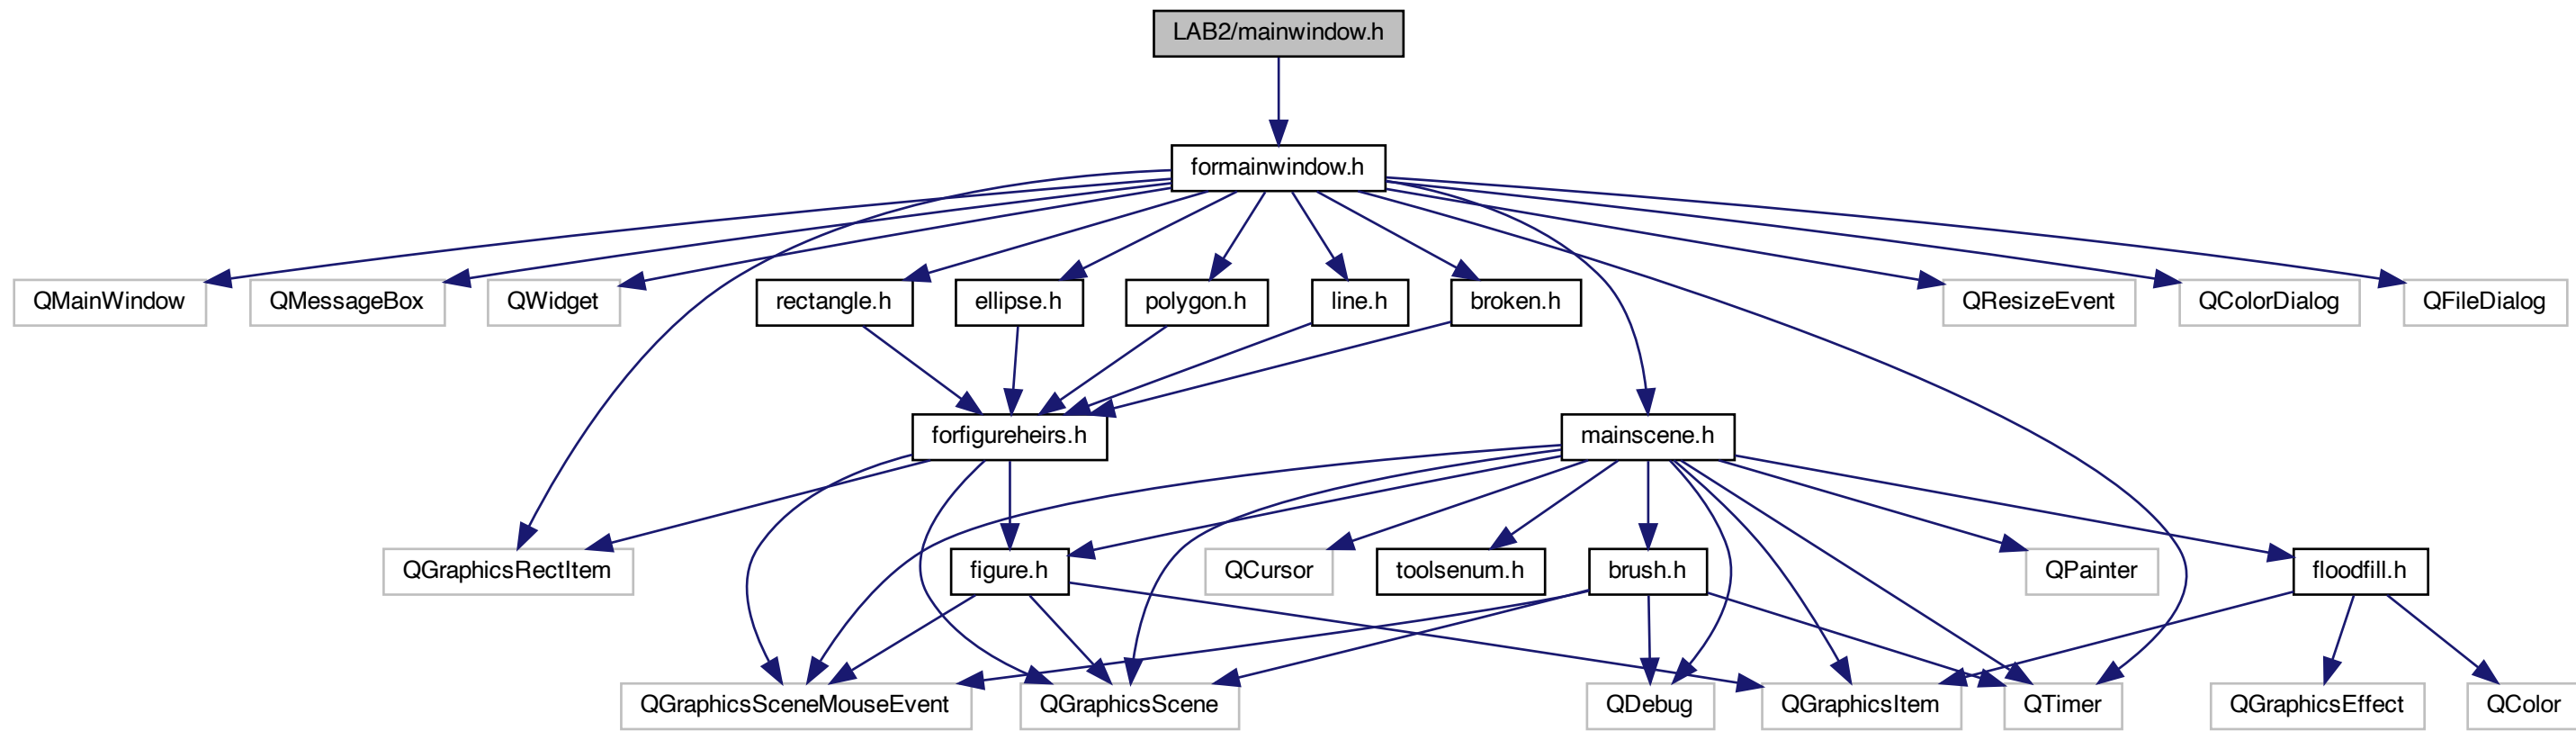 LAB2/mainwindow.h
formainwindow.h
QMainWindow
QMessageBox
QWidget
rectangle.h
ellipse.h
polygon.h
line.h
broken.h
QResizeEvent
QColorDialog
QFileDialog
forfigureheirs.h
mainscene.h
QGraphicsRectItem
figure.h
QCursor
toolsenum.h
brush.h
QPainter
floodfill.h
QGraphicsSceneMouseEvent
QGraphicsScene
QDebug
QGraphicsItem
QTimer
QGraphicsEffect
QColor